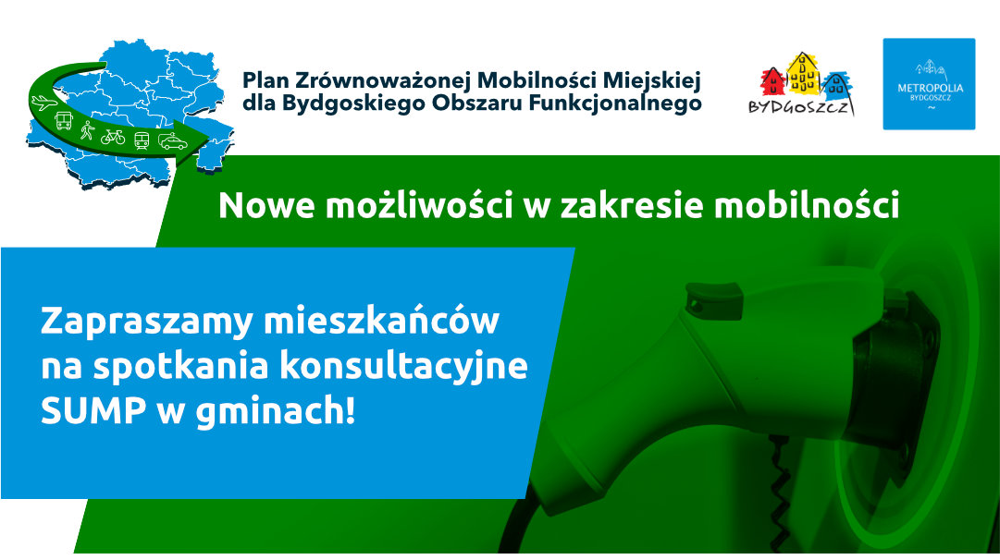 Plan Zrównoważonej Mobilności Miejskiej
dla Bydgoskiego Obszaru Funkcjonalnego
BYDGOSZCZ
METROPOLIA
BYDGOSZCZ
~
Nowe możliwości w zakresie mobilności
Zapraszamy mieszkańców
na spotkania konsultacyjne
SUMP w gminach!